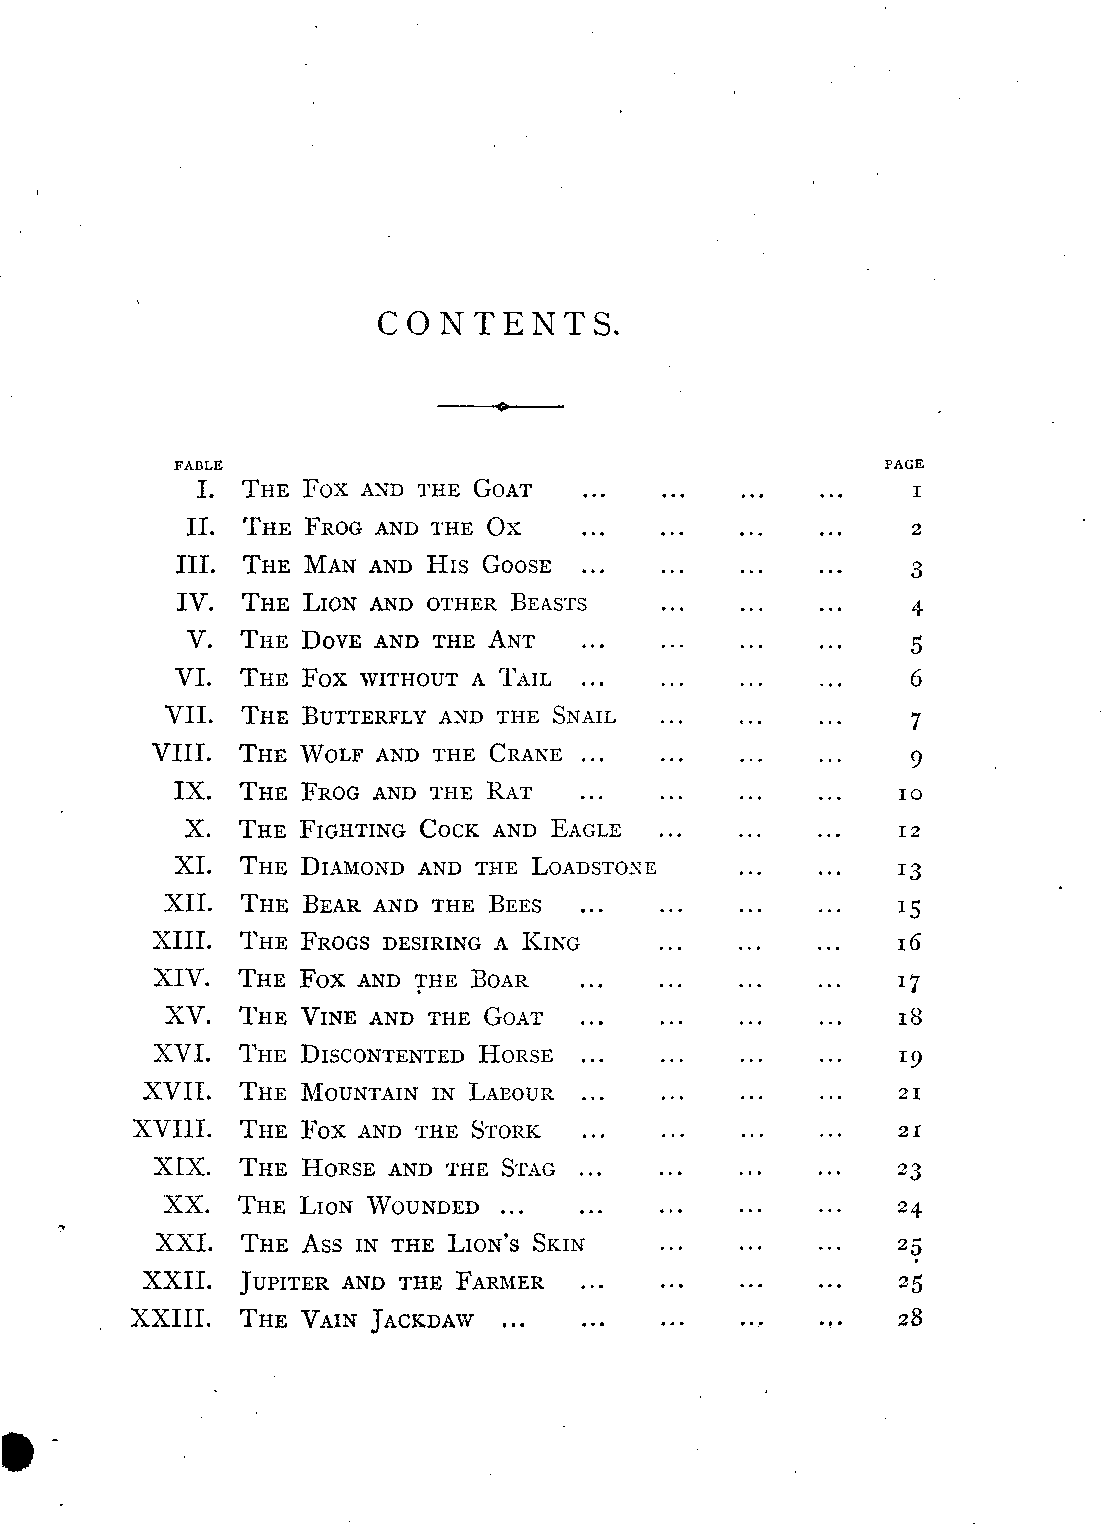 CONTENTS.
FABLE PAGE
I. THE FOX AND THE GOAT ... ... ... ... 1
II. THE FROG AND THE OX ... ... ... ... 2
III. THE MAN AND HIS GOOSE ... ... ... ... 3
IV. THE LION AND OTHER BEASTS ... ... ... 4
V. THE DOVE AND THE ANT ... ... ... ... 5
VI. THE FOX WITHOUT A TAIL ... ... ... ... 6
VII. THE BUTTERFLY AND THE SNAIL ... ... ... 7
VIII. THE WOLF AND THE CRANE ... ... ... ... 9
IX. THE FROG AND THE RAT ... ... ... ... 10
X. THE FIGHTING COCK AND EAGLE ... ... ... 12
XI. THE DIAMOND AND THE LOADSTONE ... ... 13
XII. THE BEAR AND THE BEES ... ... ... ... 15
XIII. THE FROGS DESIRING A KING ... ... ... 16
XIV. THE FOX AND THE BOAR ... ... ... ... 17
XV. THE VINE AND THE GOAT ... ... ... ... 18
XVI. THE DISCONTENTED HORSE ... ... ... ... 19
XVII. THE MOUNTAIN IN LABOUR ... ... ... ... 21
XVIII. THE FOX AND THE STORK ... ... ... ... 21
XIX. THE HORSE AND THE STAG ... ... ... ... 23
XX. THE LION WOUNDED ... ... ... ... ... 24
XXI. THE ASS IN THE LION'S SKIN ... ... ... 25
XXII. JUPITER AND THE FARMER ... ... ... ... 25
XXIII. THE VAIN JACKDAW ... ... ... ... ... 28